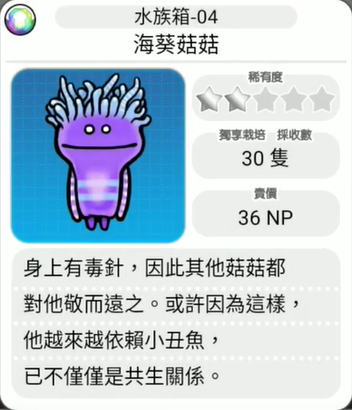 水族箱-04
海葵菇菇
稀有度
獨享栽培 採收數
30 隻
賣價
36 NP
身上有毒針，因此其他菇菇都
對他敬而遠之。或許因為這樣，
他越來越依賴小丑魚，
已不僅僅是共生關係。